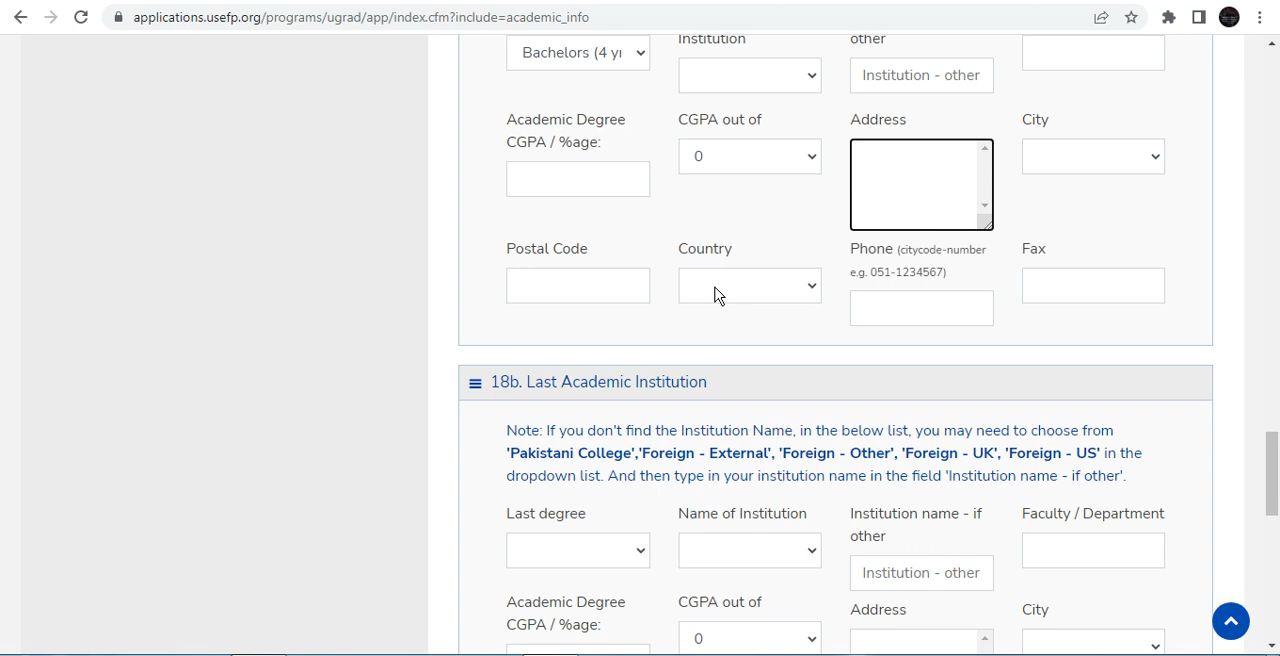 applications.usefp.org/programs/ugrad/app/index.cfm?include=academic_info
Institution
other
Bachelors (4 yı
Institution - other
Academic Degree
CGPA / %age:
CGPA out of
0
Address
City
Postal Code
Country
Phone (citycode-number
e.g. 051-1234567)
Fax
18b. Last Academic Institution
Note: If you don't find the Institution Name, in the below list, you may need to choose from
'Pakistani College','Foreign - External', 'Foreign - Other', 'Foreign - UK', 'Foreign - US' in the
dropdown list. And then type in your institution name in the field 'Institution name - if other'.
Last degree
Name of Institution
Institution name - if
other
Faculty / Department
Institution - other
Academic Degree
CGPA / %age:
CGPA out of
0
Address
City